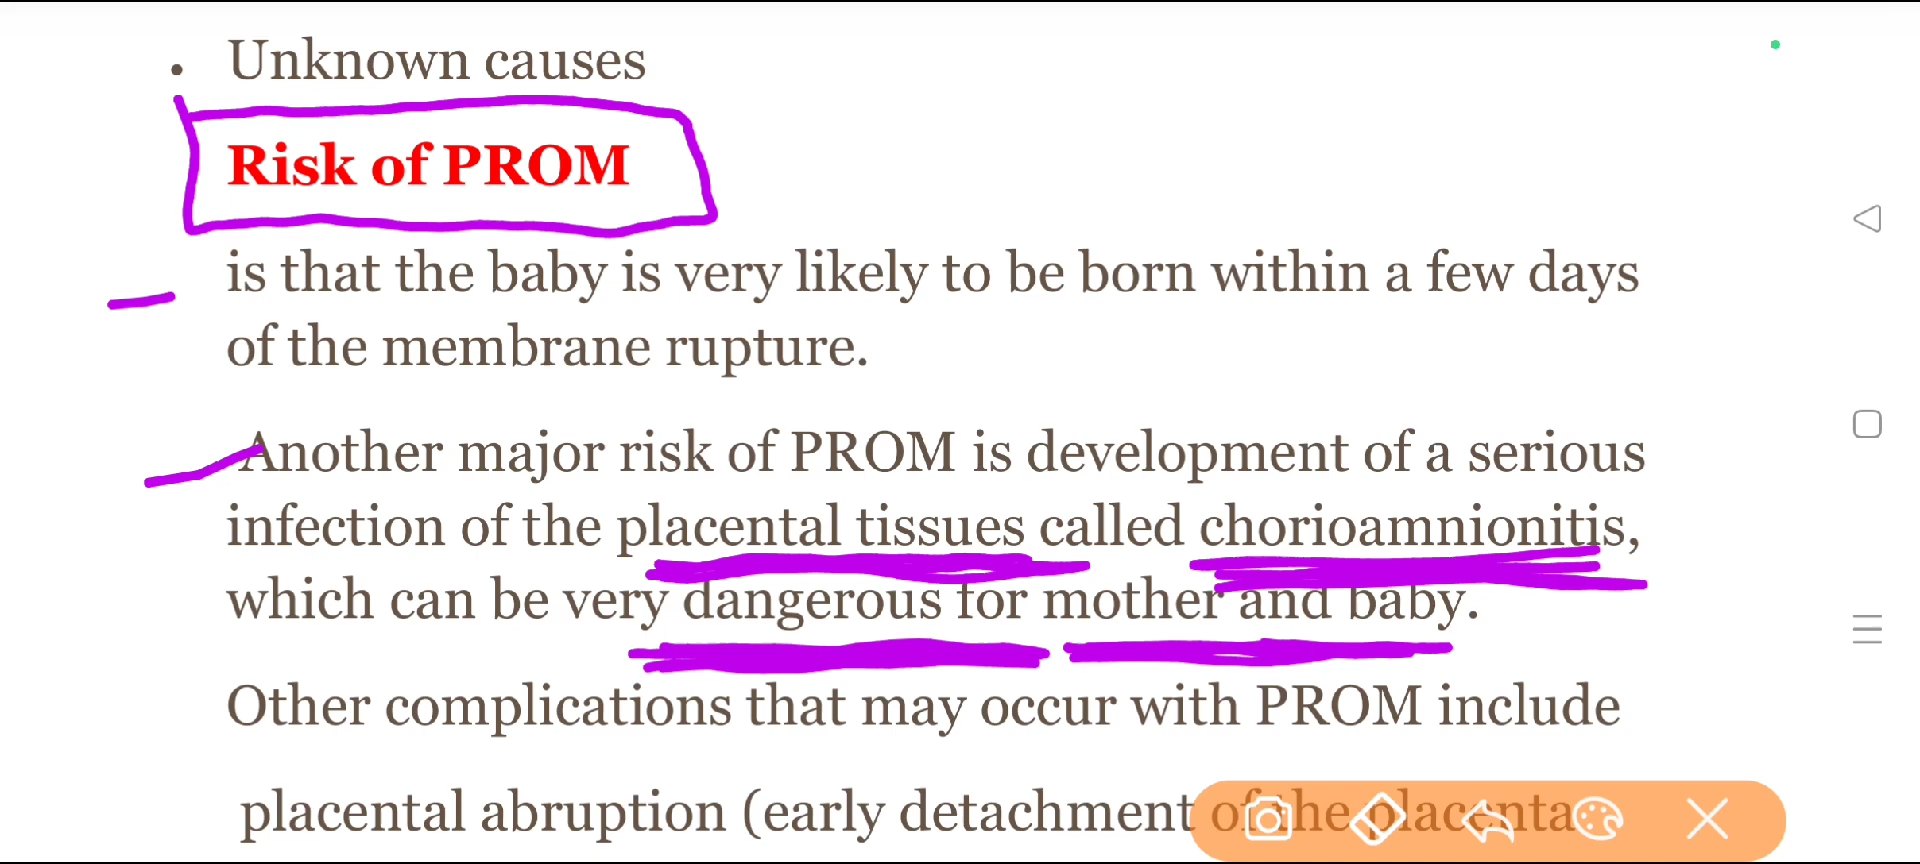 • Unknown causes
Risk of PROM
is that the baby is very likely to be born within a few days
of the membrane rupture.
Another major risk of PROM is development of a serious
infection of the placental tissues called chorioamnionitis,
which can be very dangerous for mother and baby.
Other complications that may occur with PROM include
placental abruption (early detachment of the placenta